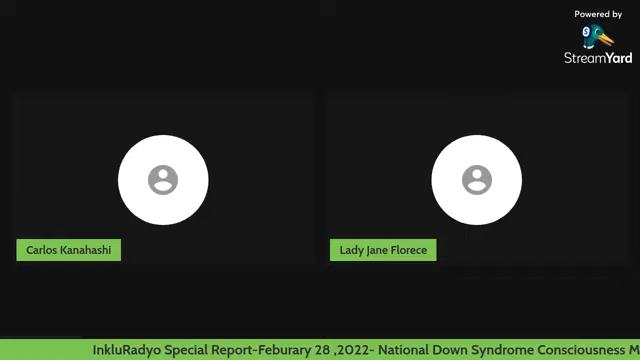 Powered by
StreamYard
Carlos Kanahashi
Lady Jane Florece
InkluRadyo Special Report-Feburary 28 ,2022- National Down Syndrome Consciousness M